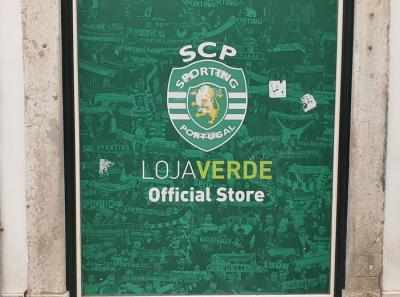 SCP
SPORTING
PORTUGAL
LOJAVERDE
Official Store